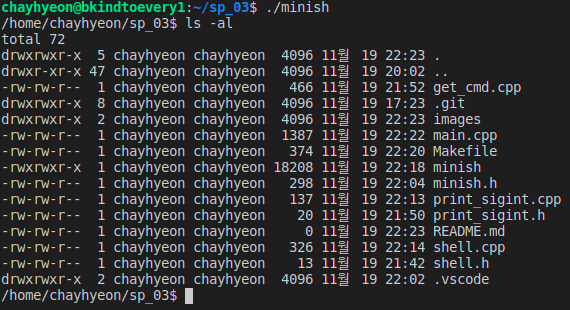 chayhyeon@bkindtoevery1:~/sp_03$ ./minish
/home/chayhyeon/sp_03$ ls -al
total 72
drwxrwxr-x  5 chayhyeon chayhyeon  4096 11월  19 22:23 .
drwxr-xr-x 47 chayhyeon chayhyeon  4096 11월  19 20:02 ..
-rw-rw-r--  1 chayhyeon chayhyeon   466 11월  19 21:52 get_cmd.cpp
drwxrwxr-x  8 chayhyeon chayhyeon  4096 11월  19 17:23 .git
drwxrwxr-x  2 chayhyeon chayhyeon  4096 11월  19 22:23 images
-rw-rw-r--  1 chayhyeon chayhyeon  1387 11월  19 22:22 main.cpp
-rw-rw-r--  1 chayhyeon chayhyeon   374 11월  19 22:20 Makefile
-rwxrwxr-x  1 chayhyeon chayhyeon 18208 11월  19 22:18 minish
-rw-rw-r--  1 chayhyeon chayhyeon   298 11월  19 22:04 minish.h
-rw-rw-r--  1 chayhyeon chayhyeon   137 11월  19 22:13 print_sigint.cpp
-rw-rw-r--  1 chayhyeon chayhyeon    20 11월  19 21:50 print_sigint.h
-rw-rw-r--  1 chayhyeon chayhyeon     0 11월  19 22:23 README.md
-rw-rw-r--  1 chayhyeon chayhyeon   326 11월  19 22:14 shell.cpp
-rw-rw-r--  1 chayhyeon chayhyeon    13 11월  19 21:42 shell.h
drwxrwxr-x  2 chayhyeon chayhyeon  4096 11월  19 22:02 .vscode
/home/chayhyeon/sp_03$